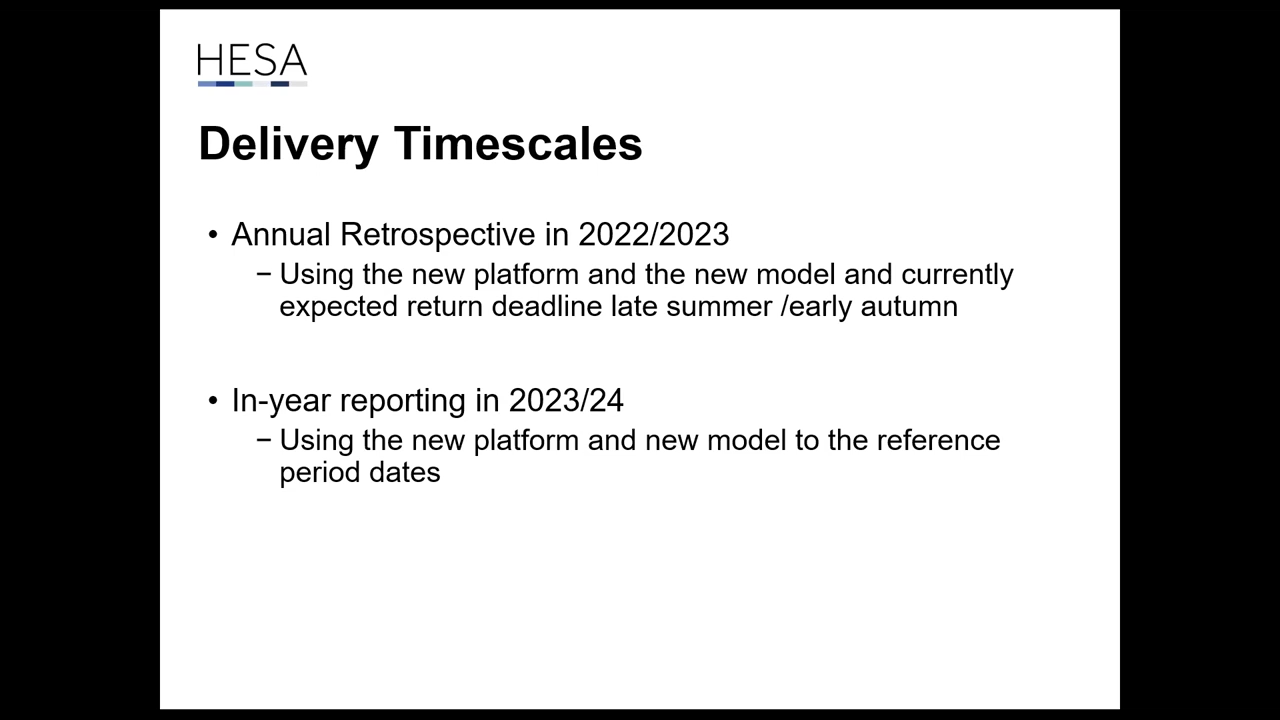 HESA
Delivery Timescales
• Annual Retrospective in 2022/2023
– Using the new platform and the new model and currently
expected return deadline late summer /early autumn
• In-year reporting in 2023/24
– Using the new platform and new model to the reference
period dates